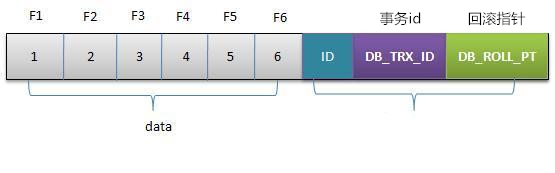 F1 F2 F3 F4 F5 F6 事务id 回滚指针
1 2 3 4 5 6 ID DB_TRX_ID DB_ROLL_PT
data